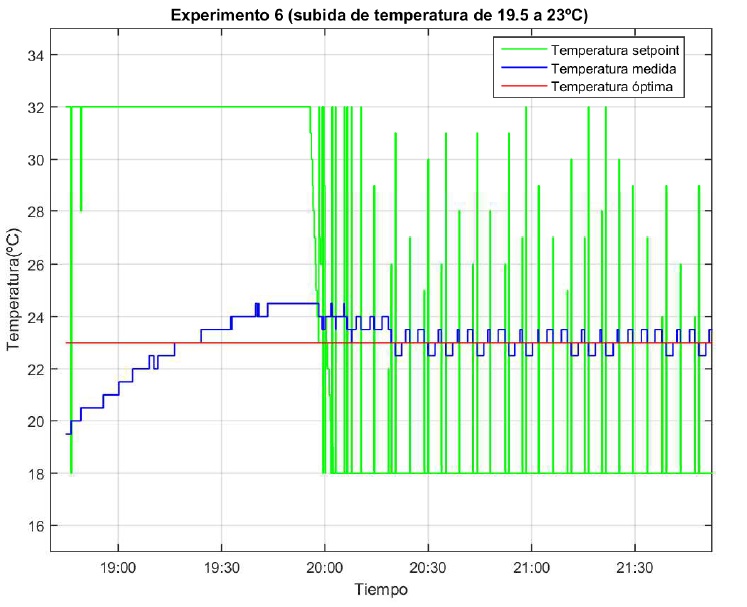 Experimento 6 (subida de temperatura de 19.5 a 23ºC)
Temperatura setpoint
Temperatura medida
Temperatura óptima
34
32
30
28
26
24
22
20
18
16
Temperatura(ºC)
19:00 19:30 20:00 20:30 21:00 21:30
Tiempo